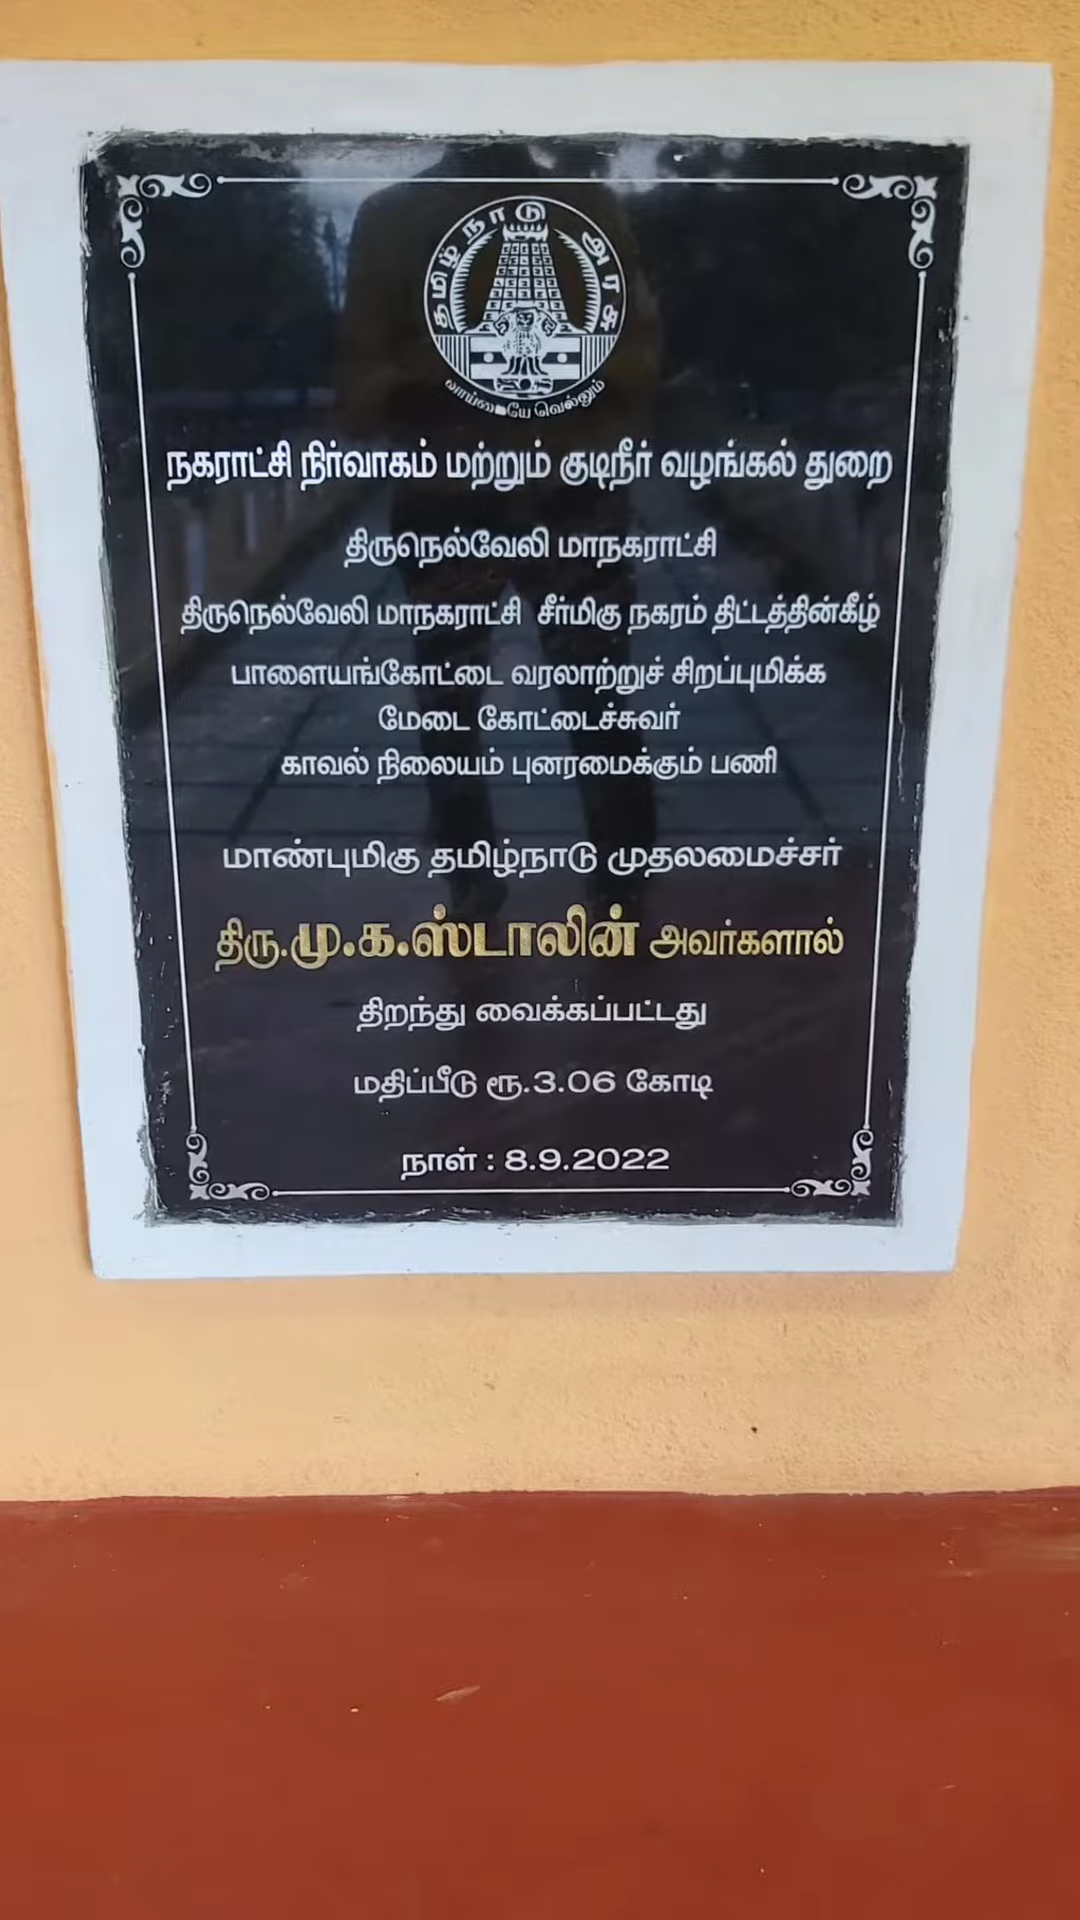 தமிழ் நாடு அரசு
வாய்மையே வெல்லும்
நகராட்சி நிர்வாகம் மற்றும் குடிநீர் வழங்கல் துறை
திருநெல்வேலி மாநகராட்சி
திருநெல்வேலி மாநகராட்சி சீர்மிகு நகரம் திட்டத்தின்கீழ்
பாளையங்கோட்டை வரலாற்றுச் சிறப்புமிக்க
மேடை கோட்டைச்சுவர்
காவல் நிலையம் புனரமைக்கும் பணி
மாண்புமிகு தமிழ்நாடு முதலமைச்சர்
திரு.மு.க.ஸ்டாலின் அவர்களால்
திறந்து வைக்கப்பட்டது
மதிப்பீடு ரூ.3.06 கோடி
நாள் : 8.9.2022